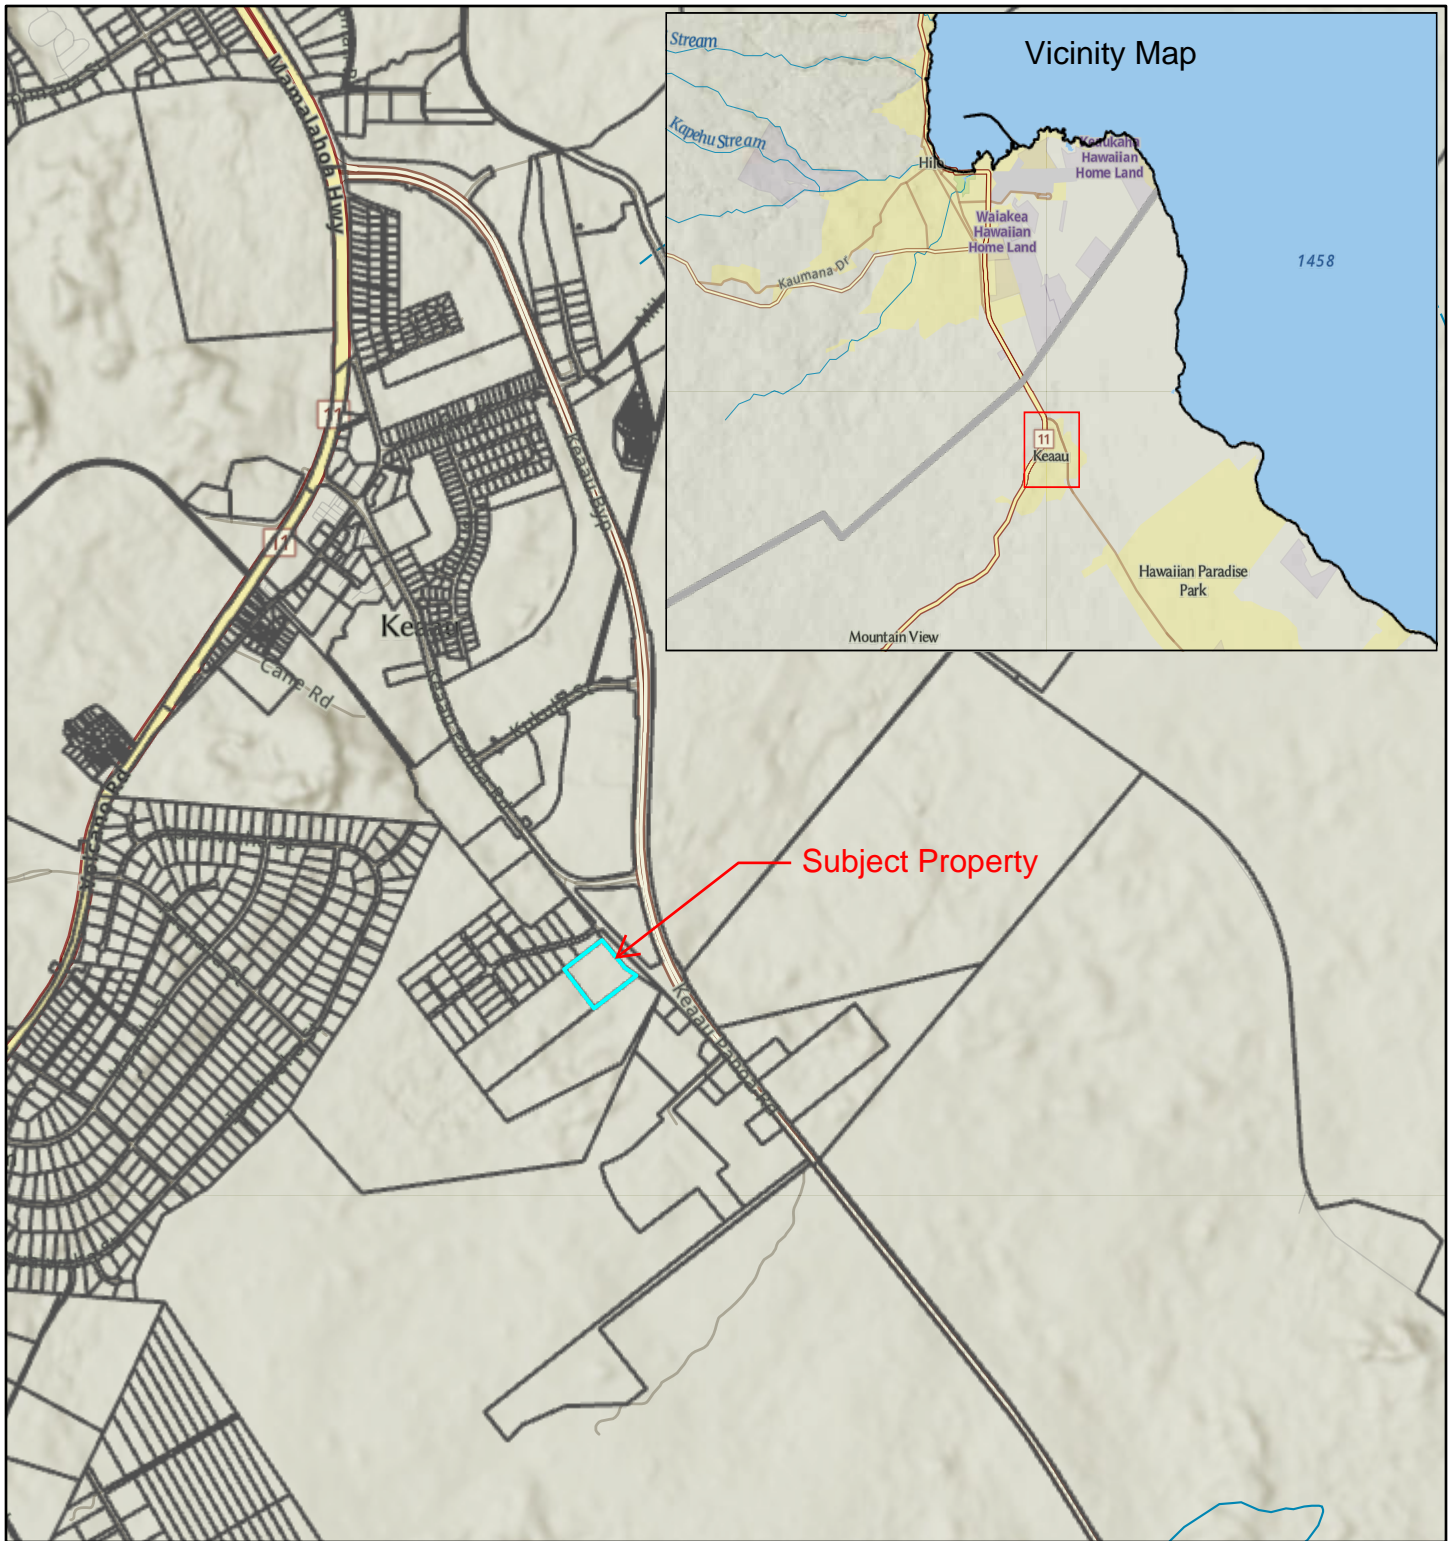 Vicinity Map
Stream
Kapehu Stream
Hilo
Keaukaha
Hawaiian
Home Land
Waiakea
Hawaiian
Home Land
Kaumana Dr
1458
11
Keaau
Hawaiian Paradise
Park
Mountain View
Mamalahoa Hwy
11
11
Keaau Byp
Keaau
Cane Rd
Volcano Rd
Subject Property
Keaau Pahoa Rd